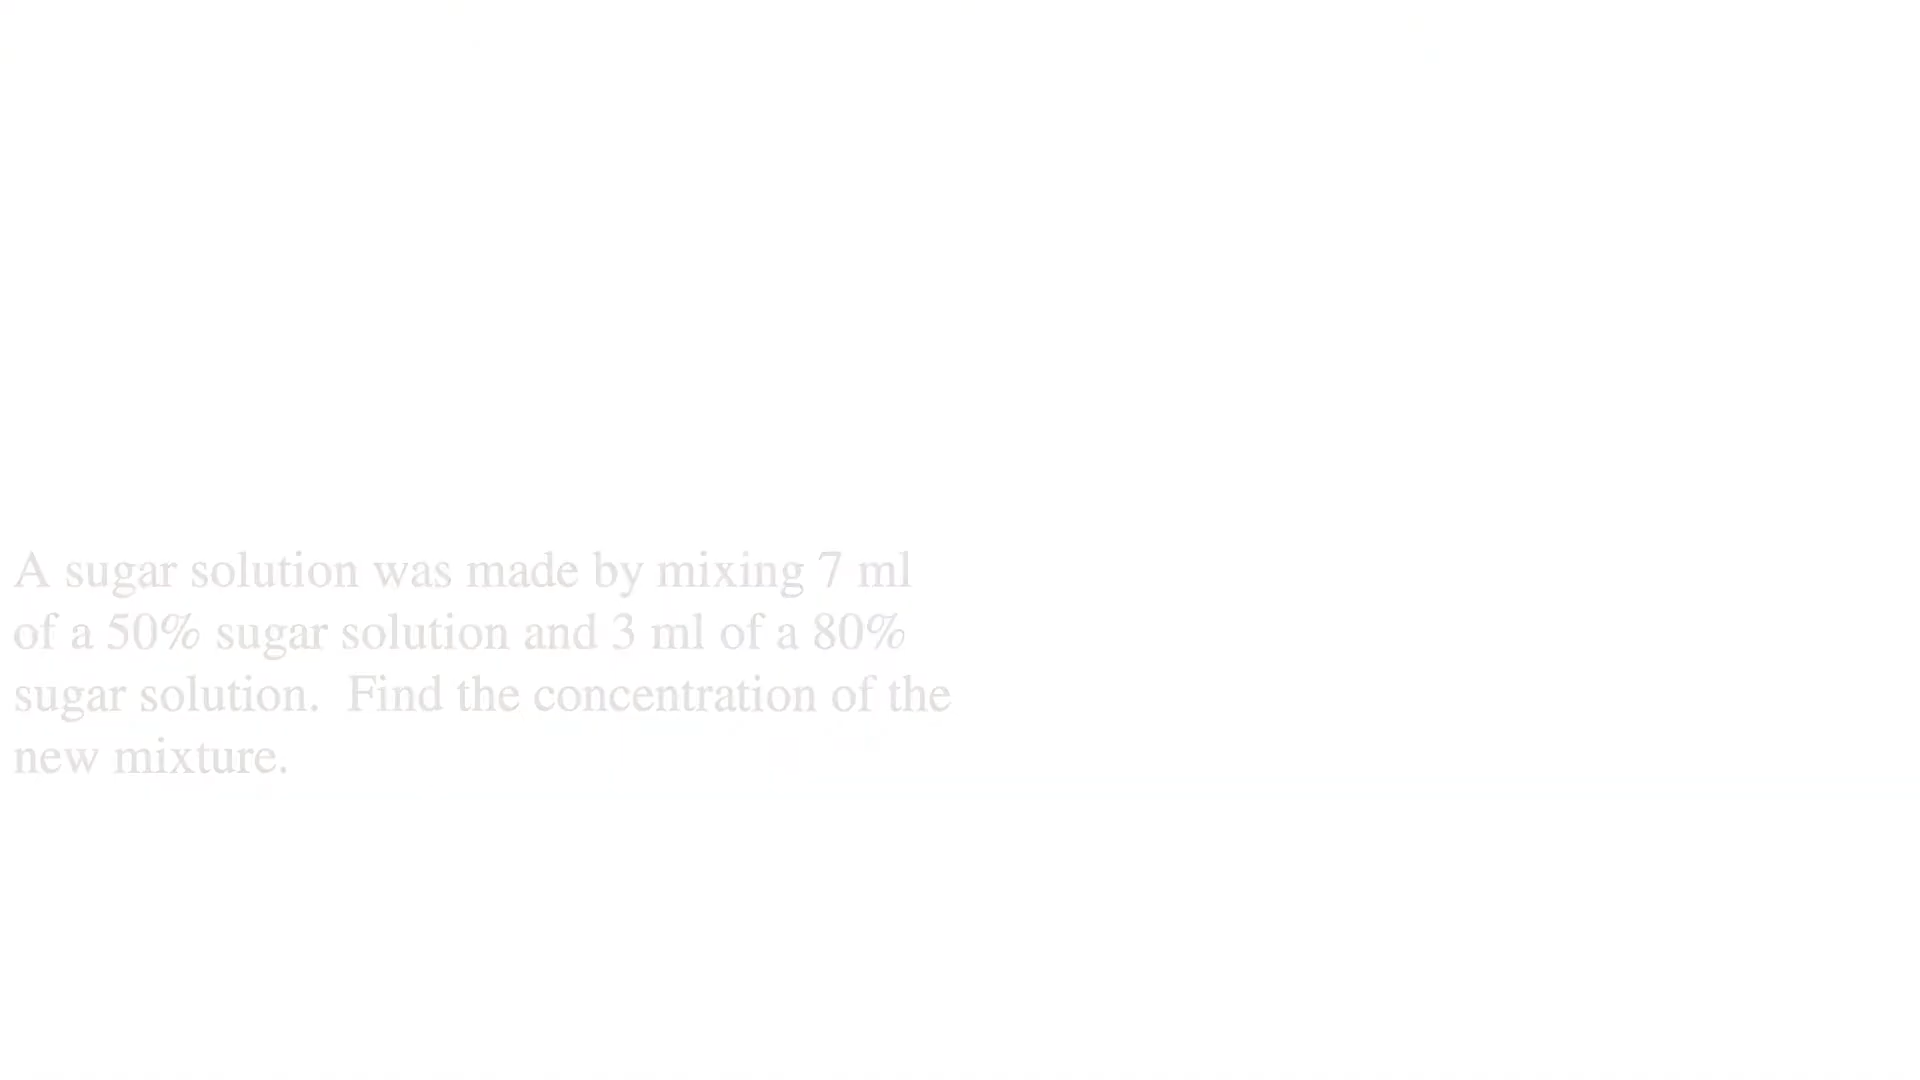 A sugar solution was made by mixing 7 ml
of a 50% sugar solution and 3 ml of a 80%
sugar solution.  Find the concentration of the
new mixture.